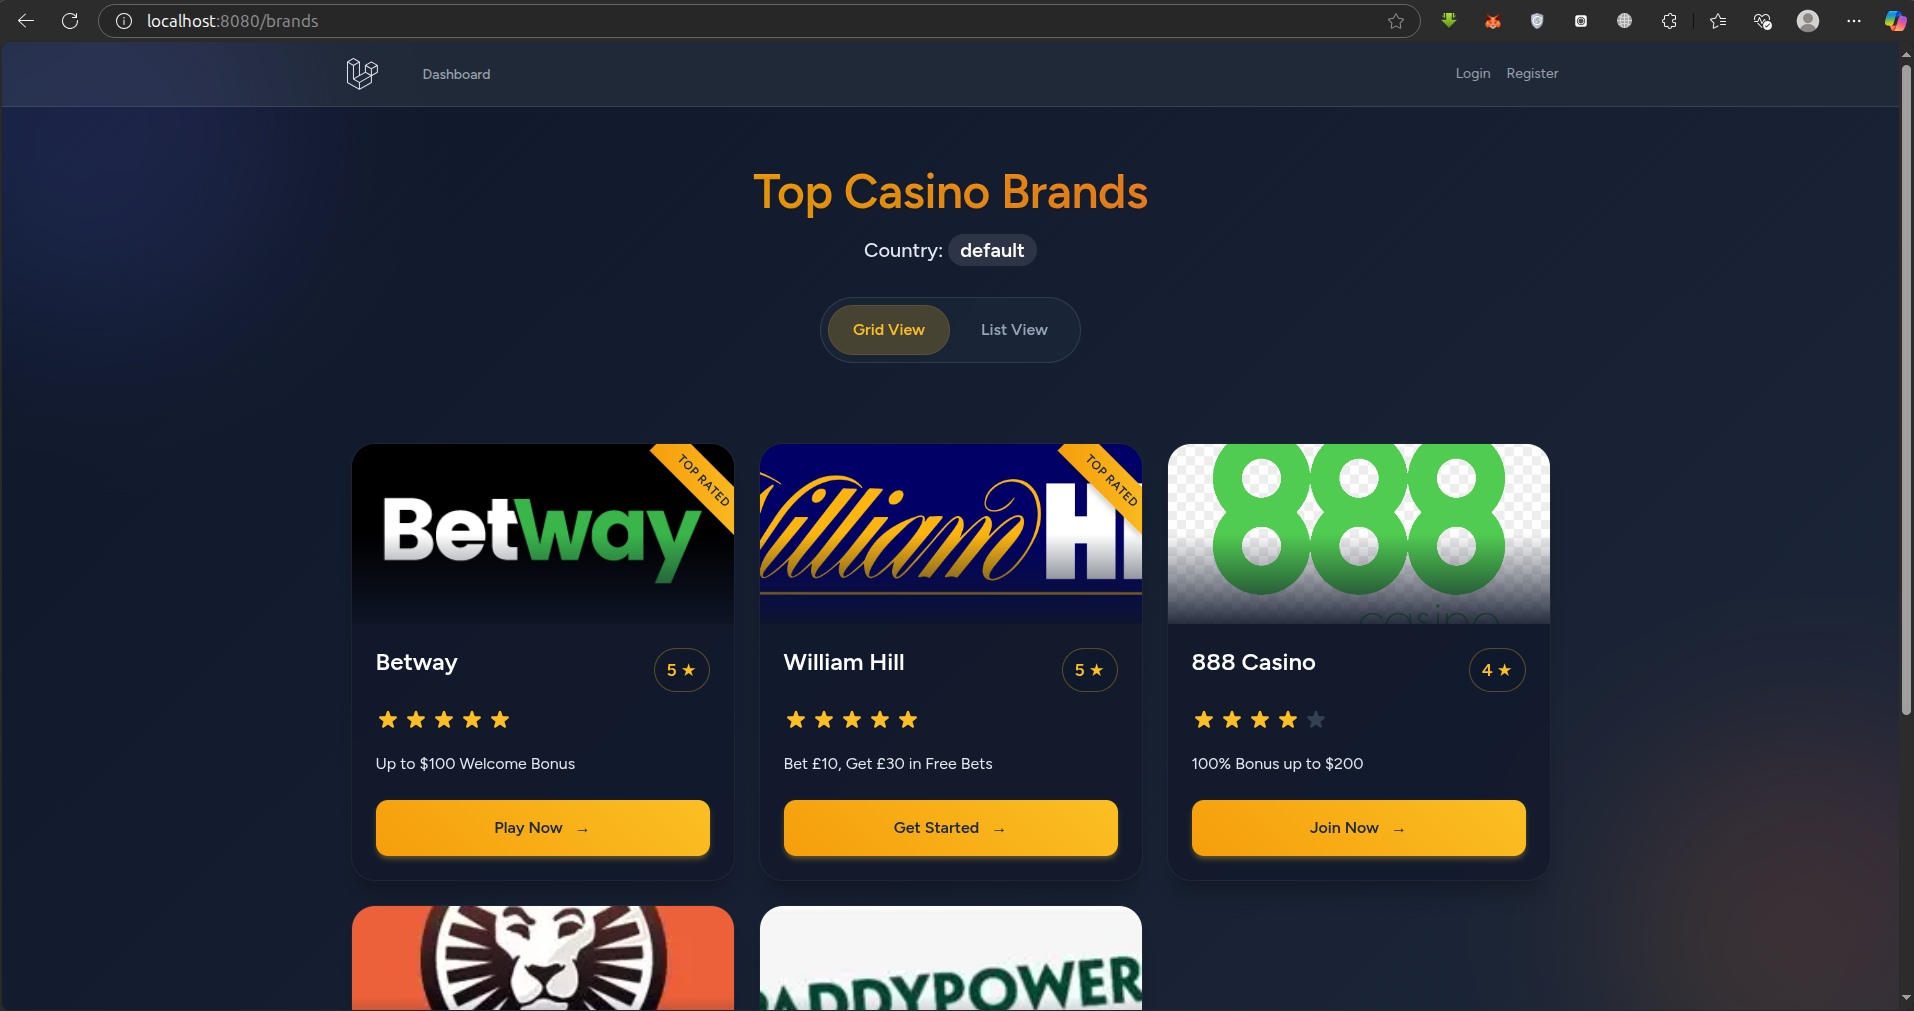 localhost:8080/brands
Dashboard
Login Register
Top Casino Brands
Country: default
Grid View List View
TOP RATED
Betway
TOP RATED
William HI
888
casino
Betway
5 ★
Up to $100 Welcome Bonus
Play Now →
William Hill
5 ★
Bet £10, Get £30 in Free Bets
Get Started →
888 Casino
4 ★
100% Bonus up to $200
Join Now →
ADDYPOWER